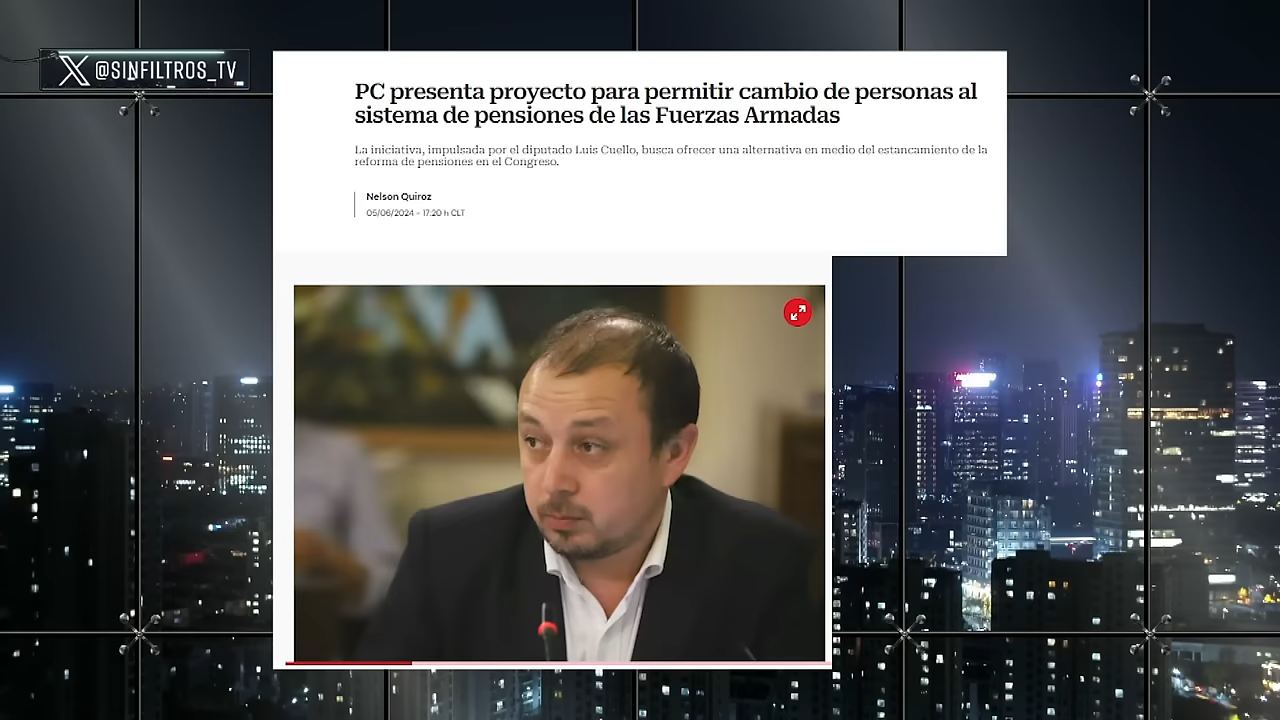 @SINFILTROS_TV
PC presenta proyecto para permitir cambio de personas al
sistema de pensiones de las Fuerzas Armadas
La iniciativa, impulsada por el diputado Luis Cuello, busca ofrecer una alternativa en medio del estancamiento de la
reforma de pensiones en el Congreso.
Nelson Quiroz
05/06/2024 - 17:20 h CLT